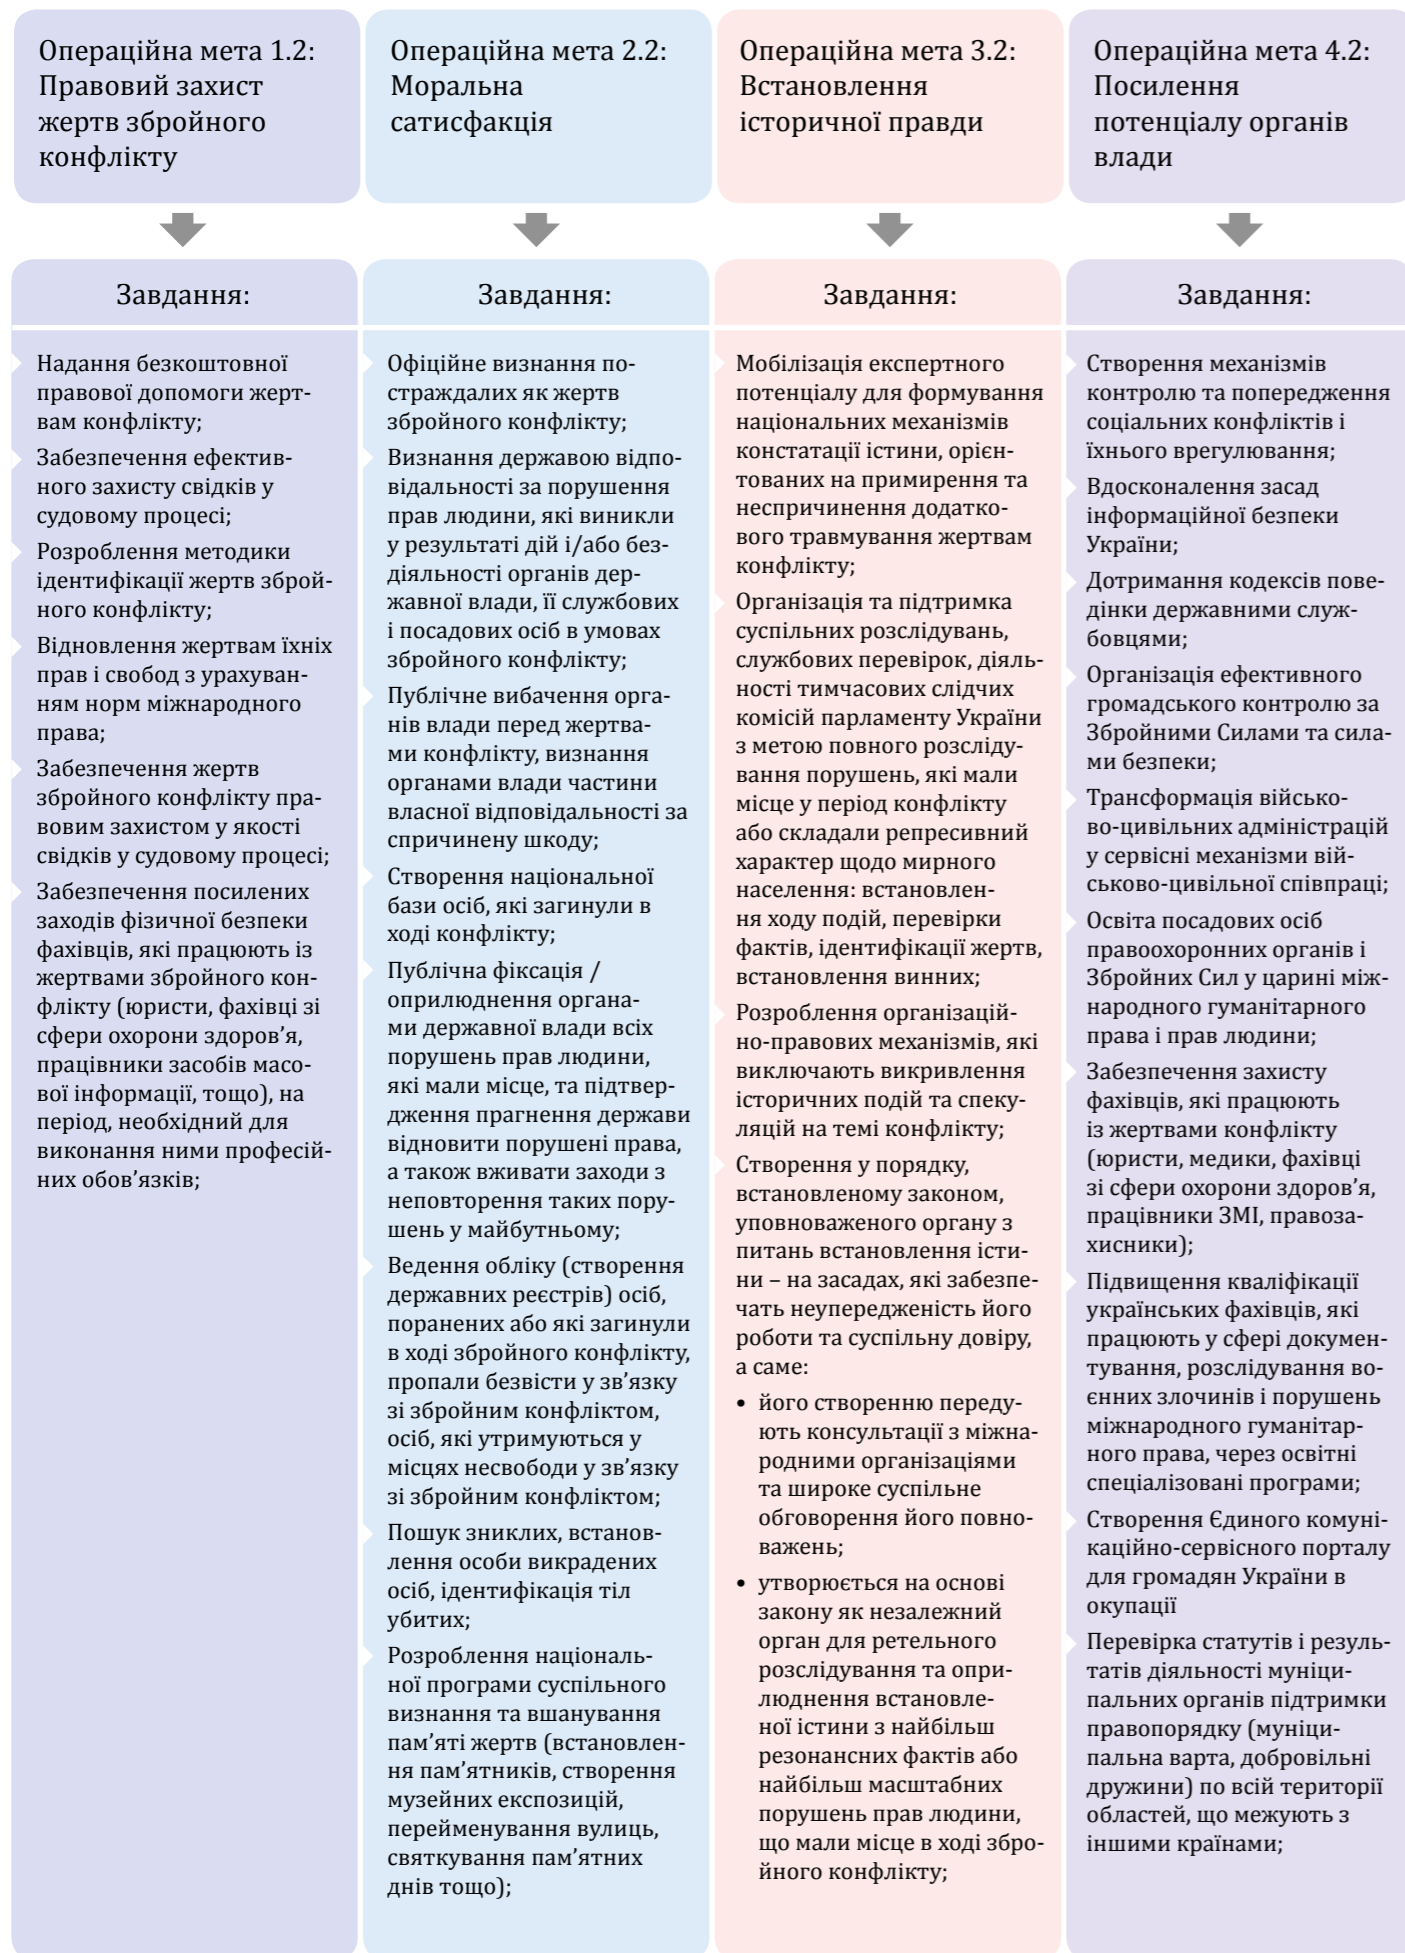 Операційна мета 1.2:
Правовий захист
жертв збройного
конфлікту
Завдання:
Надання безкоштовної
правової допомоги жерт-
вам конфлікту;
Забезпечення ефектив-
ного захисту свідків у
судовому процесі;
Розроблення методики
ідентифікації жертв зброй-
ного конфлікту;
Відновлення жертвам їхніх
прав і свобод з урахуван-
ням норм міжнародного
права;
Забезпечення жертв
збройного конфлікту пра-
вовим захистом у якості
свідків у судовому процесі;
Забезпечення посилених
заходів фізичної безпеки
фахівців, які працюють із
жертвами збройного кон-
флікту (юристи, фахівці зі
сфери охорони здоров’я,
працівники засобів масо-
вої інформації, тощо), на
період, необхідний для
виконання ними професій-
них обов’язків;
Операційна мета 2.2:
Моральна
сатисфакція
Завдання:
Офіційне визнання по-
страждалих як жертв
збройного конфлікту;
Визнання державою відпо-
відальності за порушення
прав людини, які виникли
у результаті дій і/або без-
діяльності органів дер-
жавної влади, її службових
і посадових осіб в умовах
збройного конфлікту;
Публічне вибачення орга-
нів влади перед жертва-
ми конфлікту, визнання
органами влади частини
власної відповідальності за
спричинену шкоду;
Створення національної
бази осіб, які загинули в
ході конфлікту;
Публічна фіксація /
оприлюднення органа-
ми державної влади всіх
порушень прав людини,
які мали місце, та підтвер-
дження прагнення держави
відновити порушені права,
а також вживати заходи з
неповторення таких пору-
шень у майбутньому;
Ведення обліку (створення
державних реєстрів) осіб,
поранених або які загинули
в ході збройного конфлікту,
пропали безвісти у зв’язку
зі збройним конфліктом,
осіб, які утримуються у
місцях несвободи у зв’язку
зі збройним конфліктом;
Пошук зниклих, встанов-
лення особи викрадених
осіб, ідентифікація тіл
убитих;
Розроблення національ-
ної програми суспільного
визнання та вшанування
пам’яті жертв (встановлен-
ня пам’ятників, створення
музейних експозицій,
перейменування вулиць,
святкування пам’ятних
днів тощо);
Операційна мета 3.2:
Встановлення
історичної правди
Завдання:
Мобілізація експертного
потенціалу для формування
національних механізмів
констатації істини, орієн-
тованих на примирення та
неспричинення додатко-
вого травмування жертвам
конфлікту;
Організація та підтримка
суспільних розслідувань,
службових перевірок, діяль-
ності тимчасових слідчих
комісій парламенту України
з метою повного розсліду-
вання порушень, які мали
місце у період конфлікту
або складали репресивний
характер щодо мирного
населення: встановлен-
ня ходу подій, перевірки
фактів, ідентифікації жертв,
встановлення винних;
Розроблення організацій-
но-правових механізмів, які
виключають викривлення
історичних подій та спеку-
ляцій на темі конфлікту;
Створення у порядку,
встановленому законом,
уповноваженого органу з
питань встановлення істи-
ни – на засадах, які забезпе-
чать неупередженість його
роботи та суспільну довіру,
а саме:
• його створенню переду-
ють консультації з міжна-
родними організаціями
та широке суспільне
обговорення його повно-
важень;
• утворюється на основі
закону як незалежний
орган для ретельного
розслідування та опри-
люднення встановле-
ної істини з найбільш
резонансних фактів або
найбільш масштабних
порушень прав людини,
що мали місце в ході збро-
йного конфлікту;
Операційна мета 4.2:
Посилення
потенціалу органів
влади
Завдання:
Створення механізмів
контролю та попередження
соціальних конфліктів і
їхнього врегулювання;
Вдосконалення засад
інформаційної безпеки
України;
Дотримання кодексів пове-
дінки державними служ-
бовцями;
Організація ефективного
громадського контролю за
Збройними Силами та сила-
ми безпеки;
Трансформація військо-
во-цивільних адміністрацій
у сервісні механізми вій-
ськово-цивільної співпраці;
Освіта посадових осіб
правоохоронних органів і
Збройних Сил у царині між-
народного гуманітарного
права і прав людини;
Забезпечення захисту
фахівців, які працюють
із жертвами конфлікту
(юристи, медики, фахівці
зі сфери охорони здоров’я,
працівники ЗМІ, правоза-
хисники);
Підвищення кваліфікації
українських фахівців, які
працюють у сфері докумен-
тування, розслідування во-
єнних злочинів і порушень
міжнародного гуманітар-
ного права, через освітні
спеціалізовані програми;
Створення Єдиного комуні-
каційно-сервісного порталу
для громадян України в
окупації
Перевірка статутів і резуль-
татів діяльності муніци-
пальних органів підтримки
правопорядку (муніци-
пальна варта, добровільні
дружини) по всій території
областей, що межують з
іншими країнами;